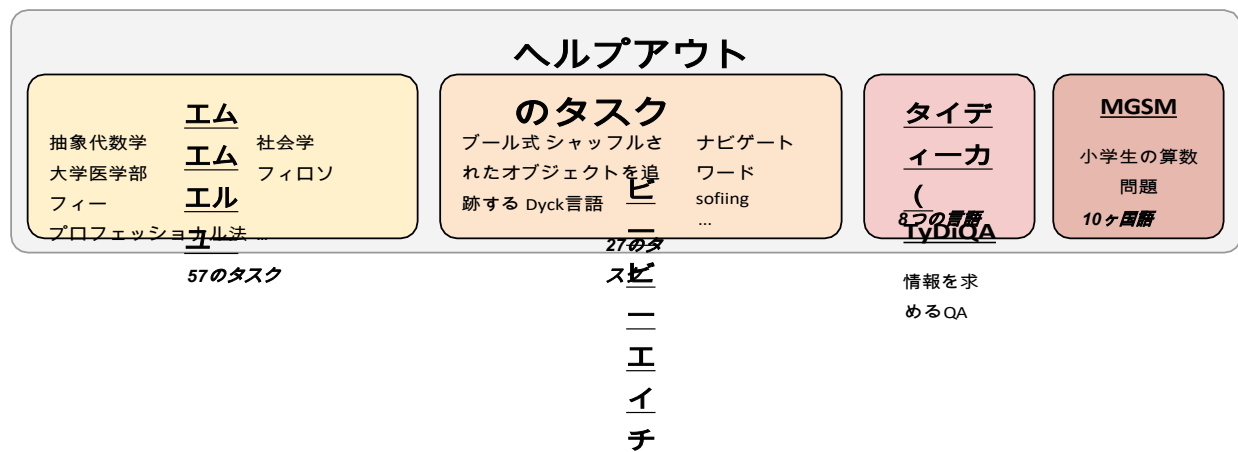 ヘルプアウト
のタスク
エム
エム
エル
ユ
抽象代数学
大学医学部
フィー
プロフェッショナル法 ...
社会学
フィロソ
57のタスク
ブール式 シャッフルさ
れたオブジェクトを追
跡する Dyck言語
ナビゲート
ワード
sofiing
...
27のタ
スク
ビ
ー
ビ
ー
エ
イ
チ
タイデ
ィーカ
(
TyDiQA
8つの言語
情報を求
めるQA
MGSM
小学生の算数
問題
10ヶ国語